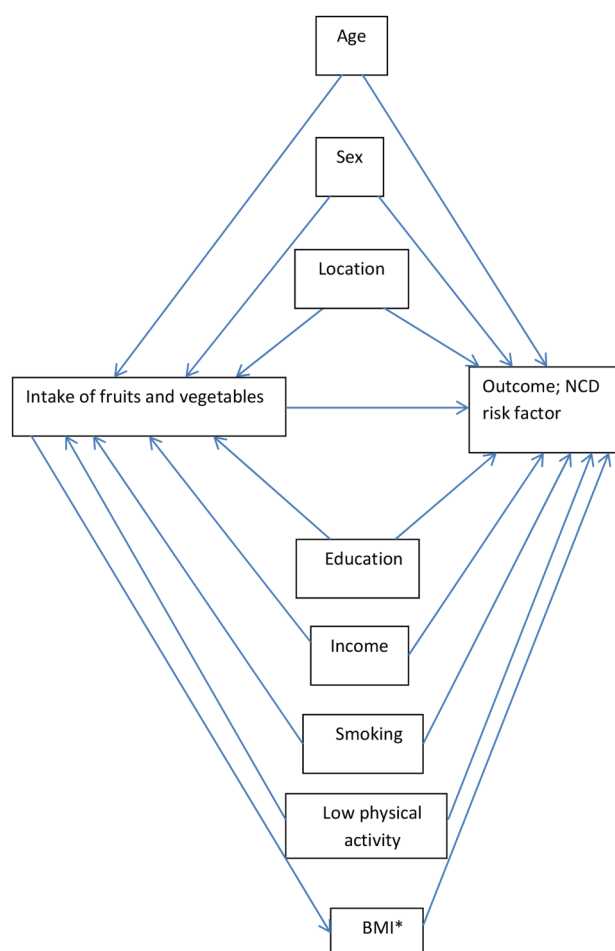 Age
Sex
Location
Intake of fruits and vegetables
Outcome; NCD
risk factor
Education
Income
Smoking
Low physical
activity
BMI*